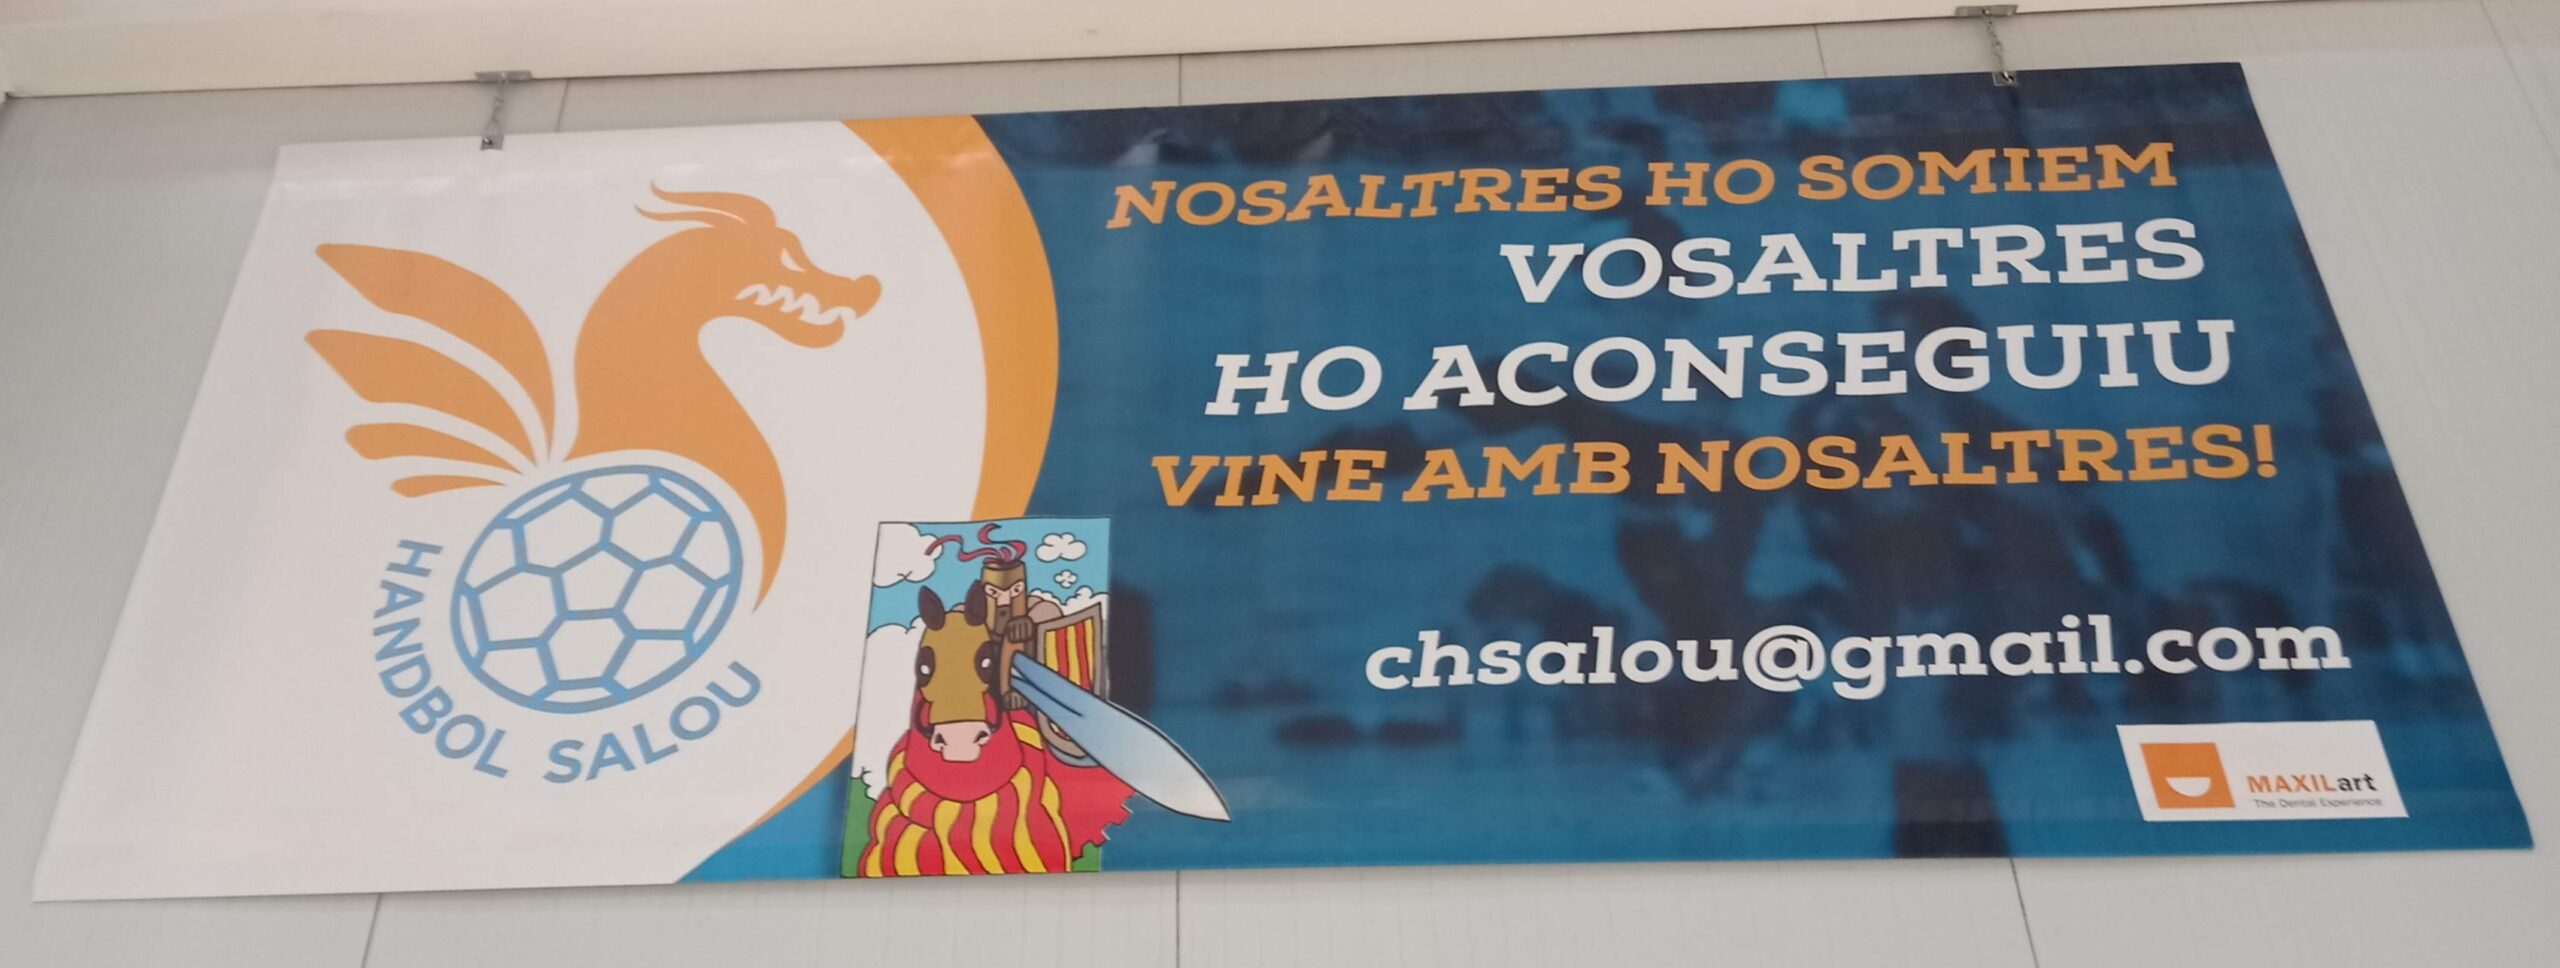 HANDBOL SALOU
NOSALTRES HO SOMIEM
VOSALTRES
HO ACONSEGUIU
VINE AMB NOSALTRES!
chsalou@gmail.com
MAXILart
The Dental Experience